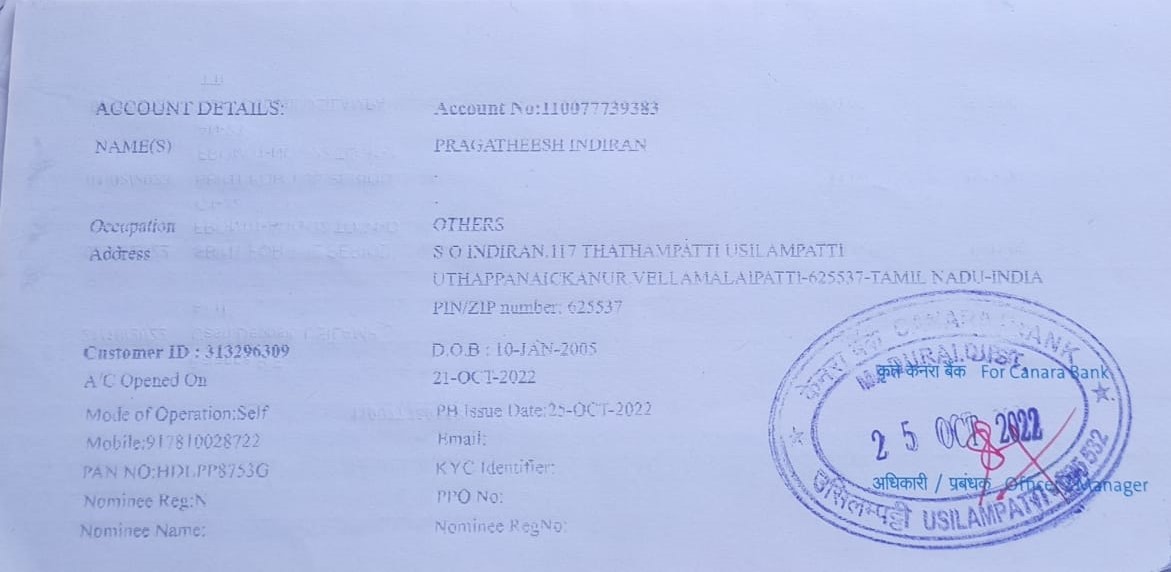 ACCOUNT DETAILS: Account No:110077739383
NAME(S) PRAGATHEESH INDIRAN
Occupation OTHERS
Address S O INDIRAN.117 THATHAMPATTI USILAMPATTI
UTHAPPANAICKANUR VELLAMALAIPATTI-625537-TAMIL NADU-INDIA
PIN/ZIP number: 625537
Customer ID : 313296309 D.O.B : 10-JAN-2005
A/C Opened On 21-OCT-2022
Mode of Operation:Self PB Issue Date:25-OCT-2022
Mobile:917810028722 Email:
PAN NO:HDLPP8753G KYC Identifier:
Nominee Reg:N PPO No:
Nominee Name: Nominee RegNo:
केनरा बैंक CANARA BANK
MADURAI.DIST.
कृते केनरा बैंक For Canara Bank
25 OCT 2022
अधिकारी / प्रबंधक Officer Manager
उसिलम्पट्टी USILAMPATTI 532